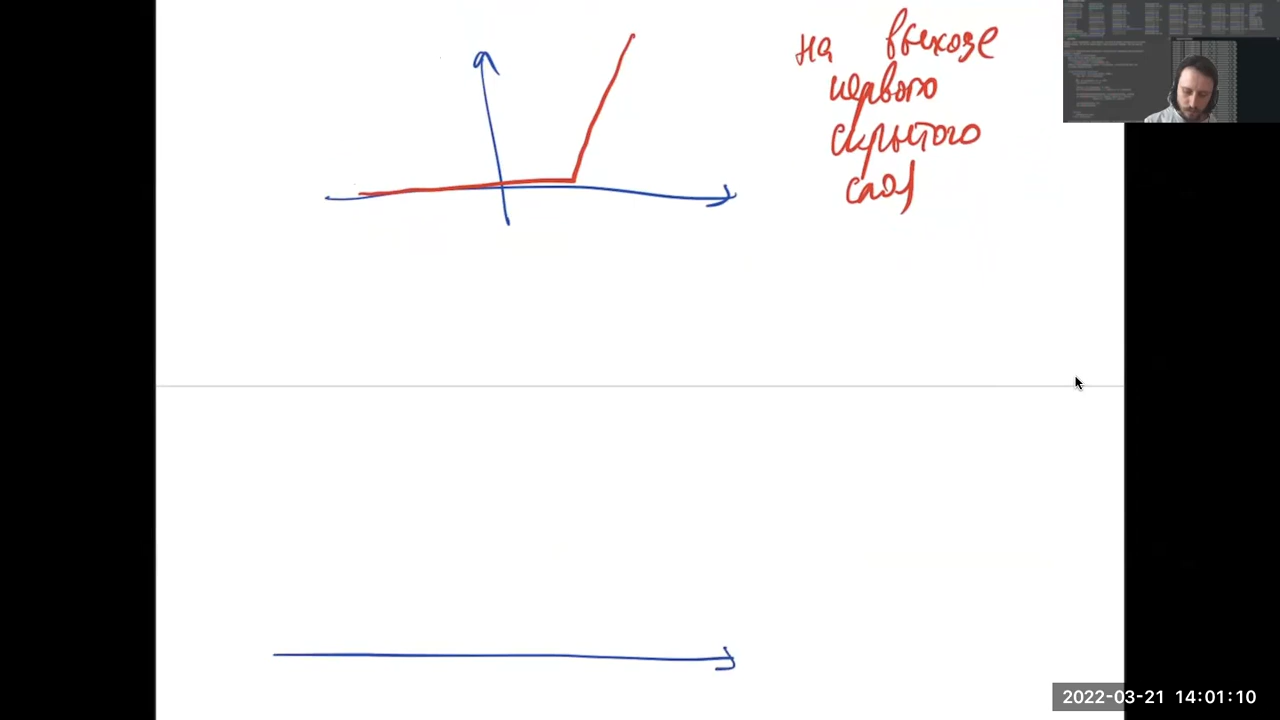 на выходе
первого
скрытого
слоя
2022-03-21 14:01:10